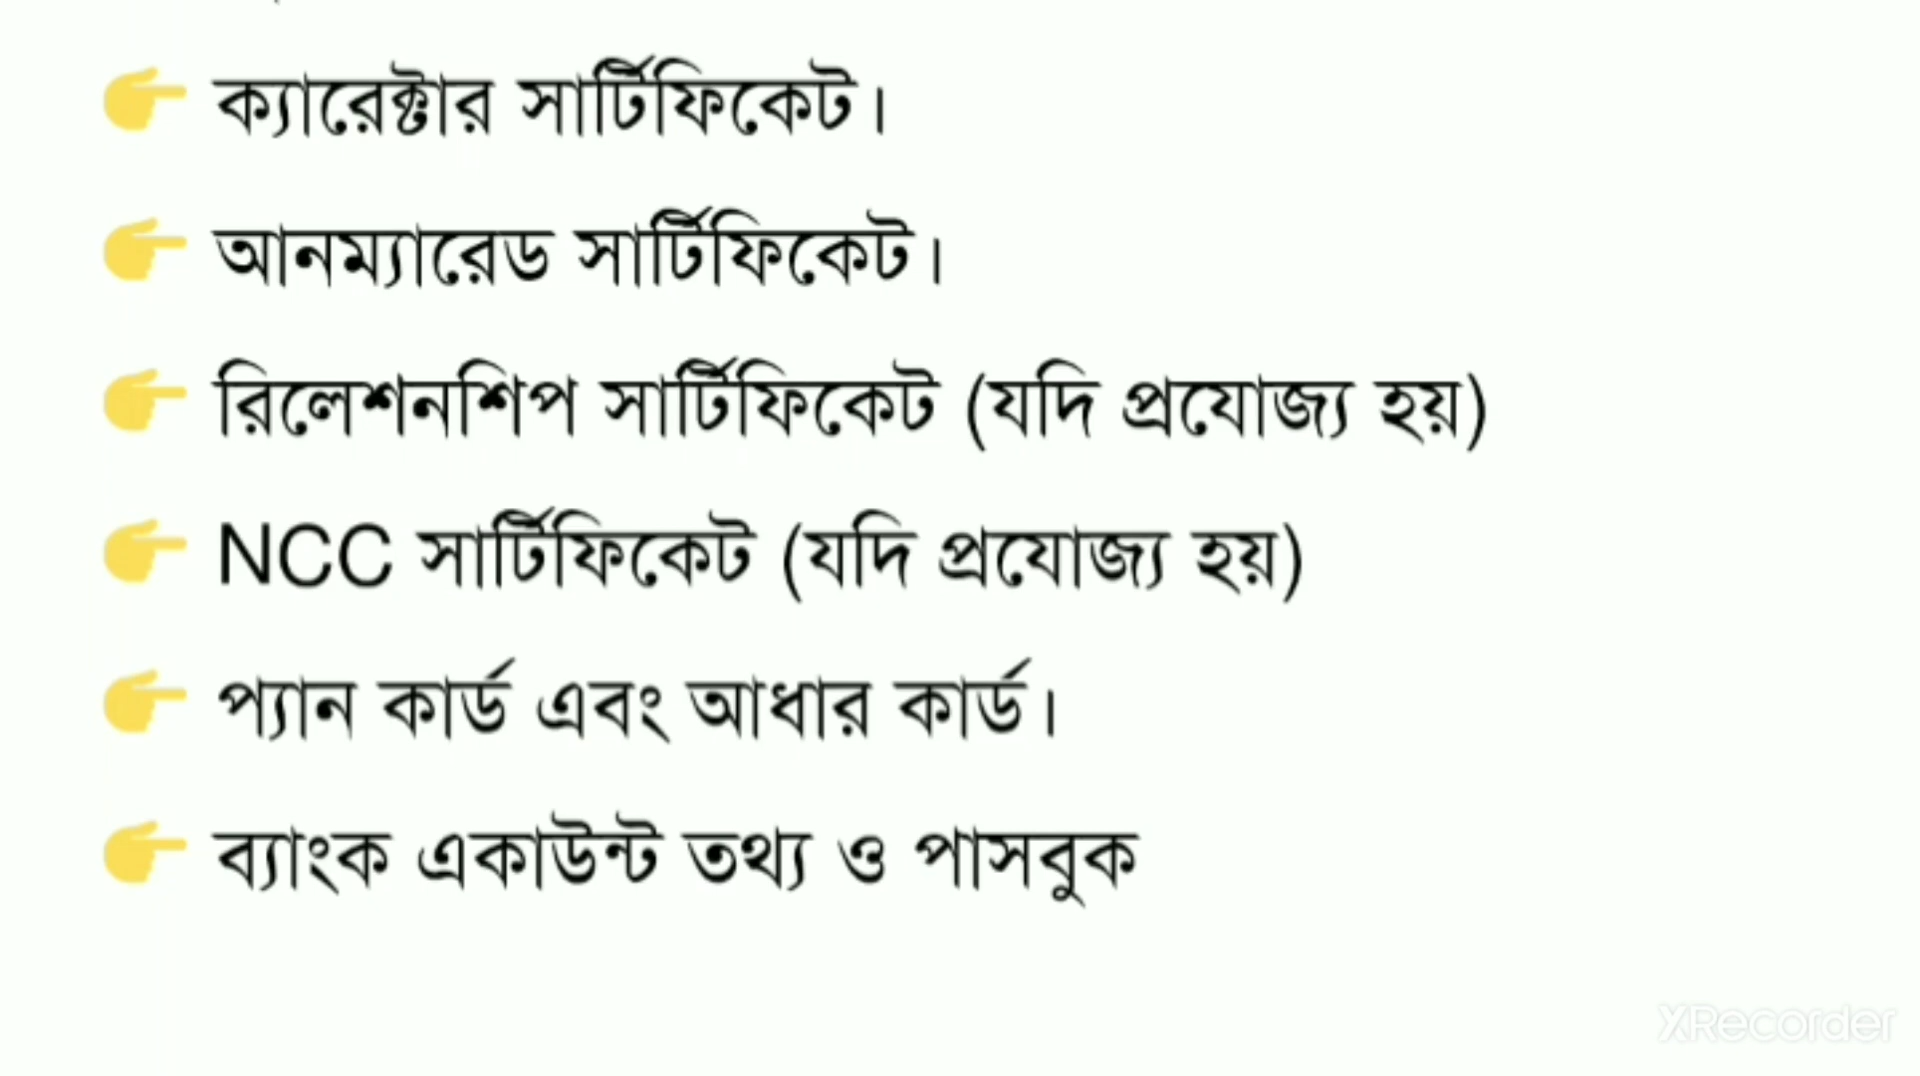 👉 ক্যারেক্টার সার্টিফিকেট।
👉 আনম্যারেড সার্টিফিকেট।
👉 রিলেশনশিপ সার্টিফিকেট (যদি প্রযোজ্য হয়)
👉 NCC সার্টিফিকেট (যদি প্রযোজ্য হয়)
👉 প্যান কার্ড এবং আধার কার্ড।
👉 ব্যাংক একাউন্ট তথ্য ও পাসবুক
XRecorder